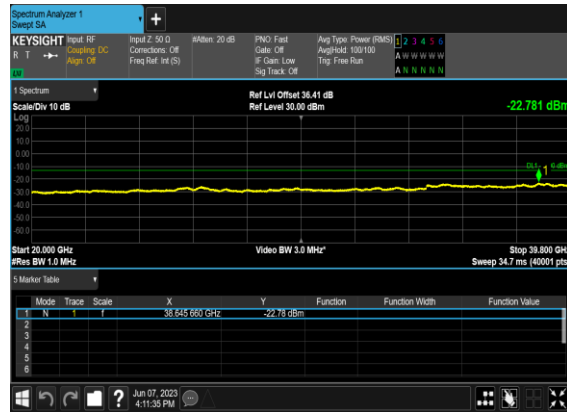 Spectrum Analyzer 1
Swept SA
+
KEYSIGHT Input: RF Input Z: 50 Ω #Atten: 20 dB PNO: Fast Avg Type: Power (RMS) 1 2 3 4 5 6
R T Coupling: DC Corrections: Off Gate: Off Avg|Hold: 100/100 A W W W W W
Align: Off Freq Ref: Int (S) IF Gain: Low Trig: Free Run A N N N N N
Sig Track: Off
1 Spectrum
Ref Lvl Offset 36.41 dB
Scale/Div 10 dB Ref Level 30.00 dBm -22.781 dBm
Log
20.0
10.0
0.00
-10.0
DL1 1
-20.0
-30.0
-40.0
-50.0
-60.0
Start 20.000 GHz Video BW 3.0 MHz* Stop 39.800 GHz
#Res BW 1.0 MHz Sweep 34.7 ms (40001 pts
5 Marker Table
Mode Trace Scale X Y Function Function Width Function Value
1 N 1 f 38.645 660 GHz -22.78 dBm
2
3
4
5
6
? Jun 07, 2023
4:11:35 PM